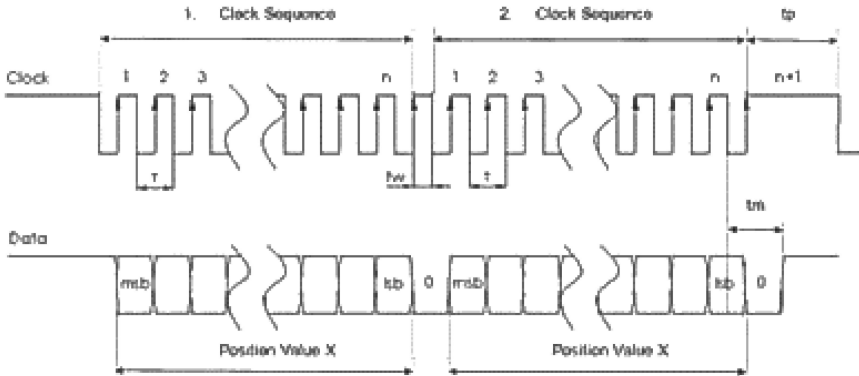 1. Clock Sequence 2. Clock Sequence tp
Clock 1 2 3 n 1 2 3 n n+1
T tw t
tm
Data
msb lsb 0 msb lsb 0
Position Value X Position Value X